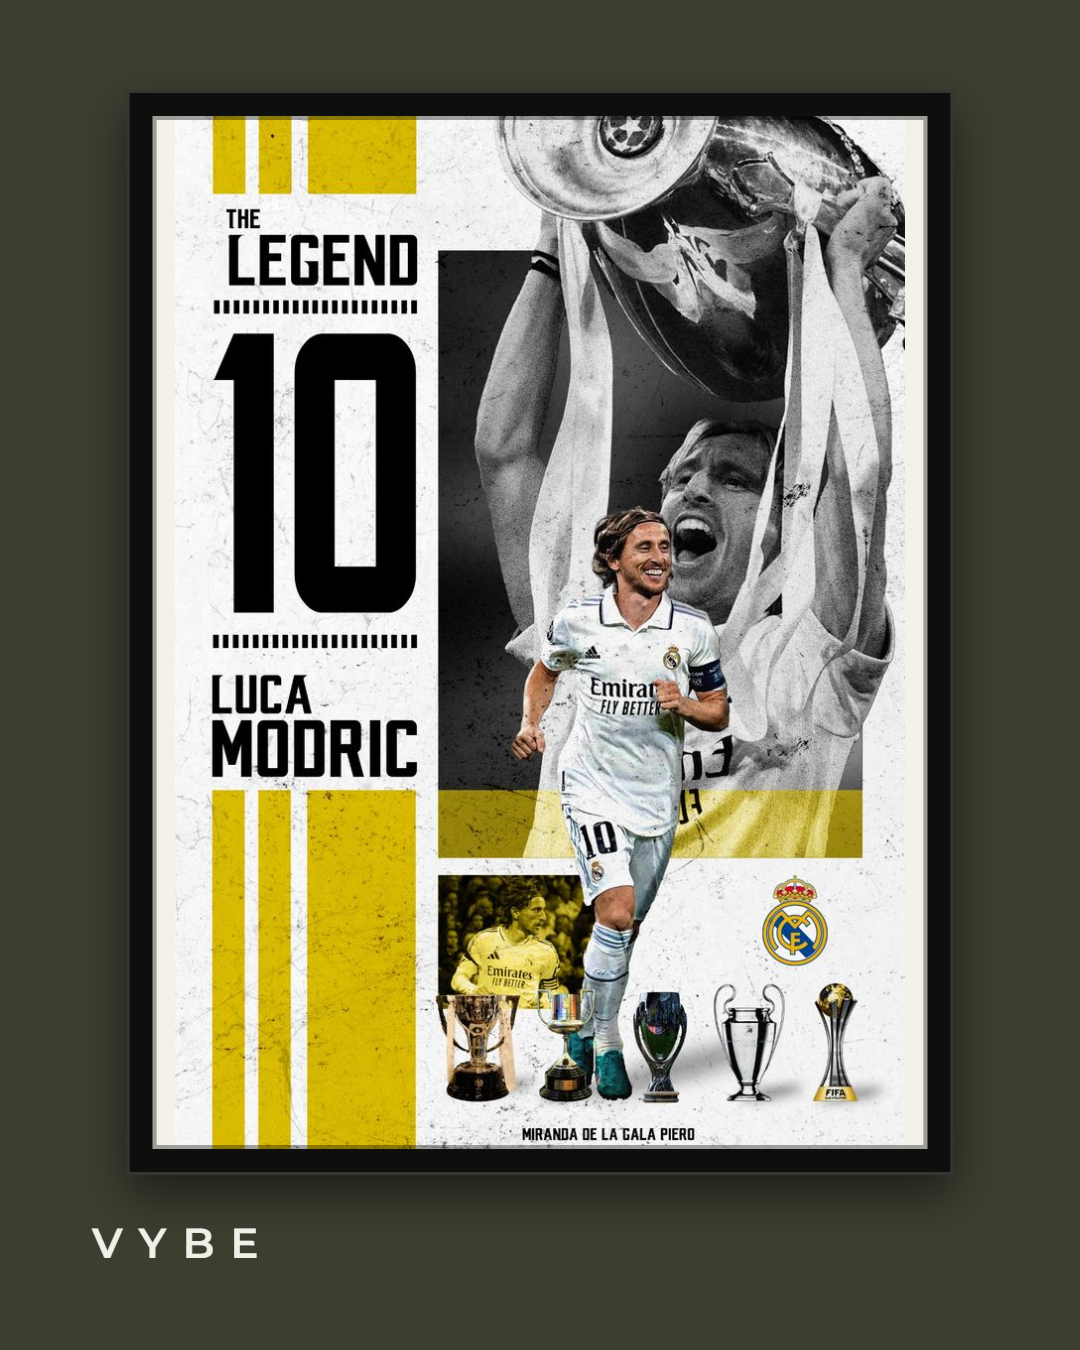 THE
LEGEND
10
LUCA
MODRIC
Emirates
FLY BETTER
10
Emirates
FLY BETTER
FIFA
MIRANDA DE LA GALA PIERO
VYBE